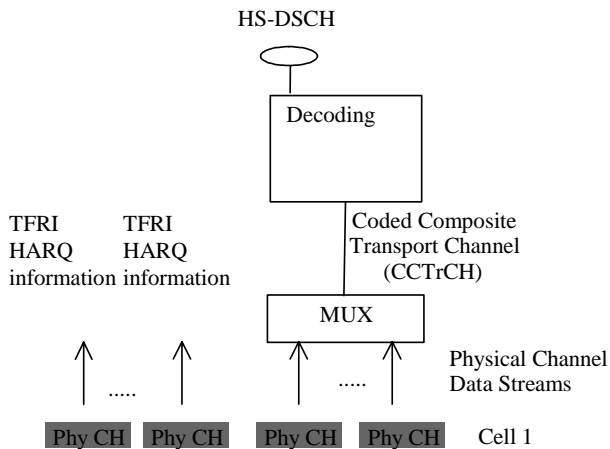 HS-DSCH
Decoding
TFRI
HARQ
information
TFRI
HARQ
information
Coded Composite
Transport Channel
(CCTrCH)
MUX
Physical Channel
Data Streams
.....
.....
Phy CH
Phy CH
Phy CH
Phy CH
Cell 1